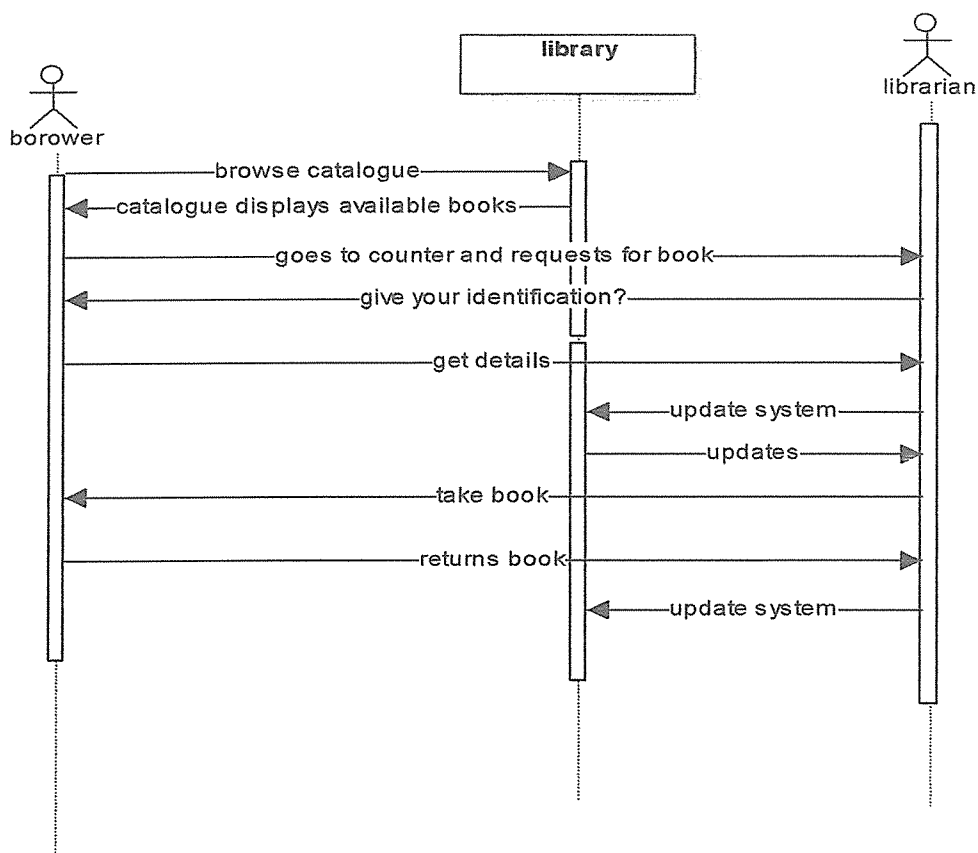 library
librarian
borower
browse catalogue
catalogue displays available books
goes to counter and requests for book
give your identification?
get details
update system
updates
take book
returns book
update system